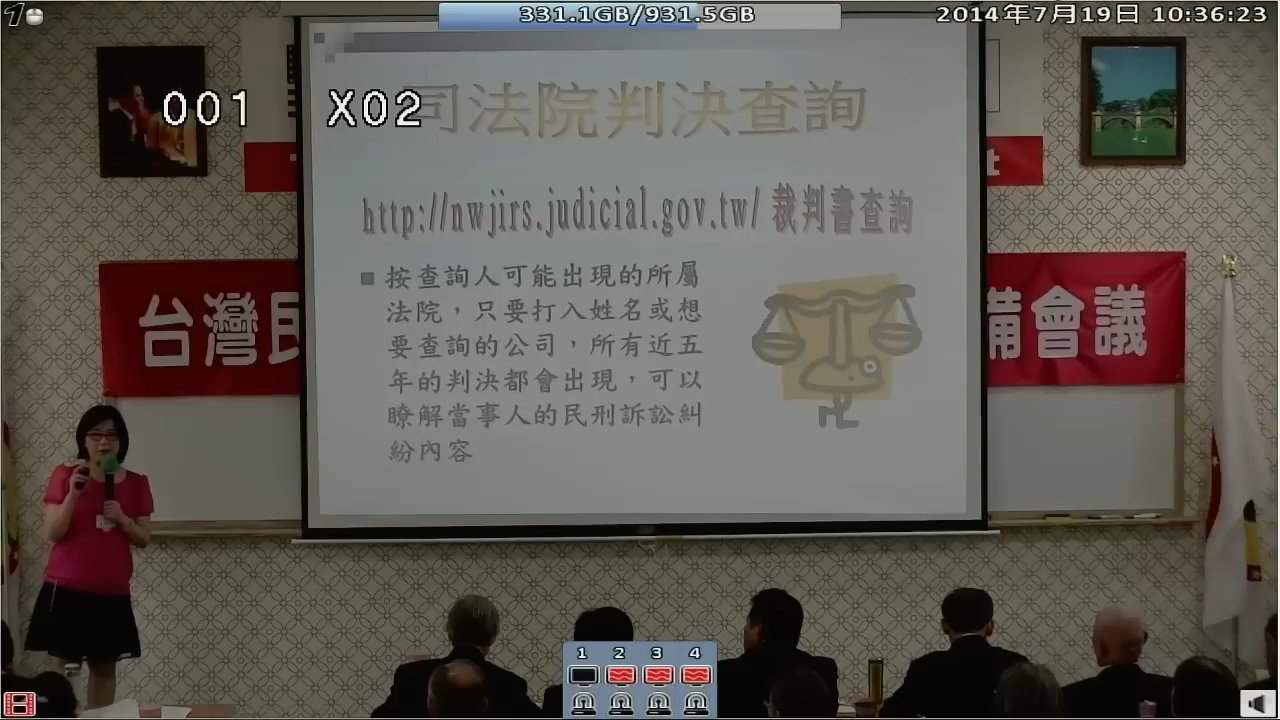 1
331.1GB/931.5GB
2014年7月19日 10:36:23
001 X02
司法院判決查詢
http://nwjirs.judicial.gov.tw/ 裁判書查詢
按查詢人可能出現的所屬
法院，只要打入姓名或想
要查詢的公司，所有近五
年的判決都會出現，可以
瞭解當事人的民刑訴訟糾
紛內容
t
台灣民
備會議
1 2 3 4